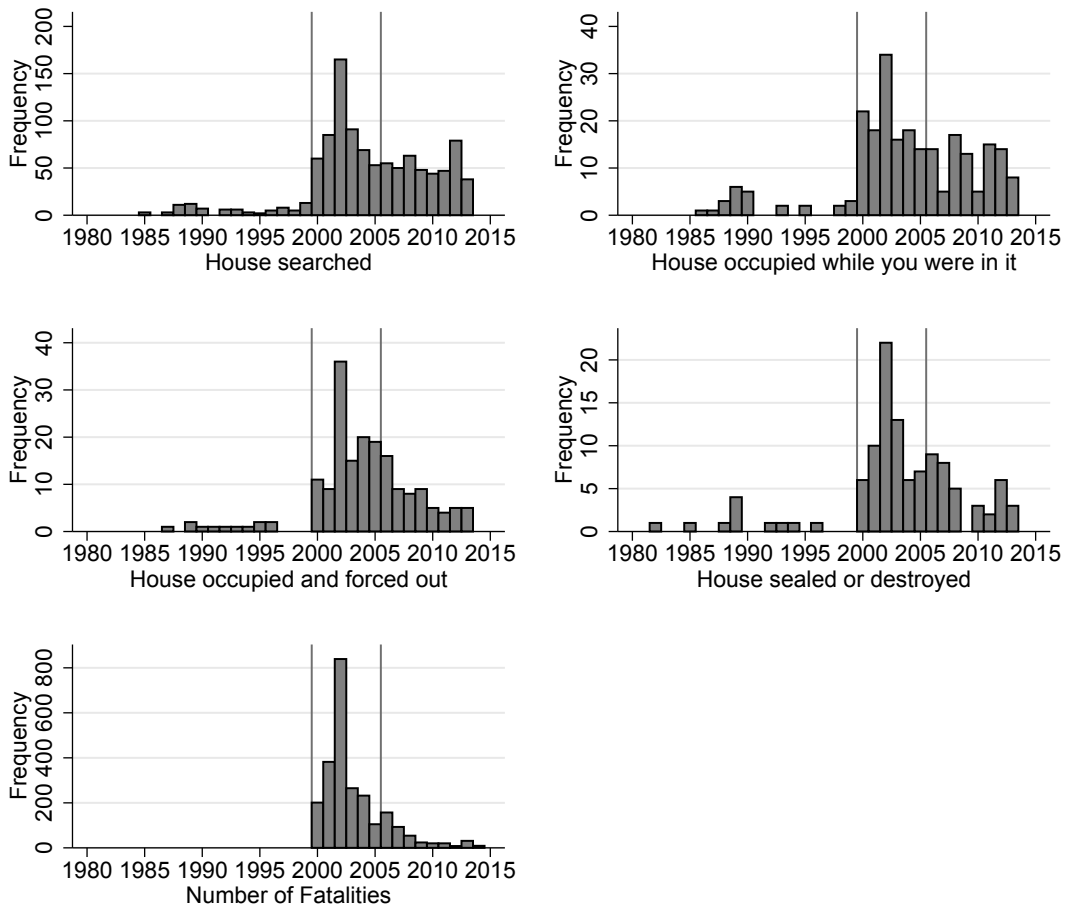 Frequency
0 50 100 150 200
1980 1985 1990 1995 2000 2005 2010 2015
House searched
Frequency
0 10 20 30 40
1980 1985 1990 1995 2000 2005 2010 2015
House occupied while you were in it
Frequency
0 10 20 30 40
1980 1985 1990 1995 2000 2005 2010 2015
House occupied and forced out
Frequency
0 5 10 15 20
1980 1985 1990 1995 2000 2005 2010 2015
House sealed or destroyed
Frequency
0 200 400 600 800
1980 1985 1990 1995 2000 2005 2010 2015
Number of Fatalities